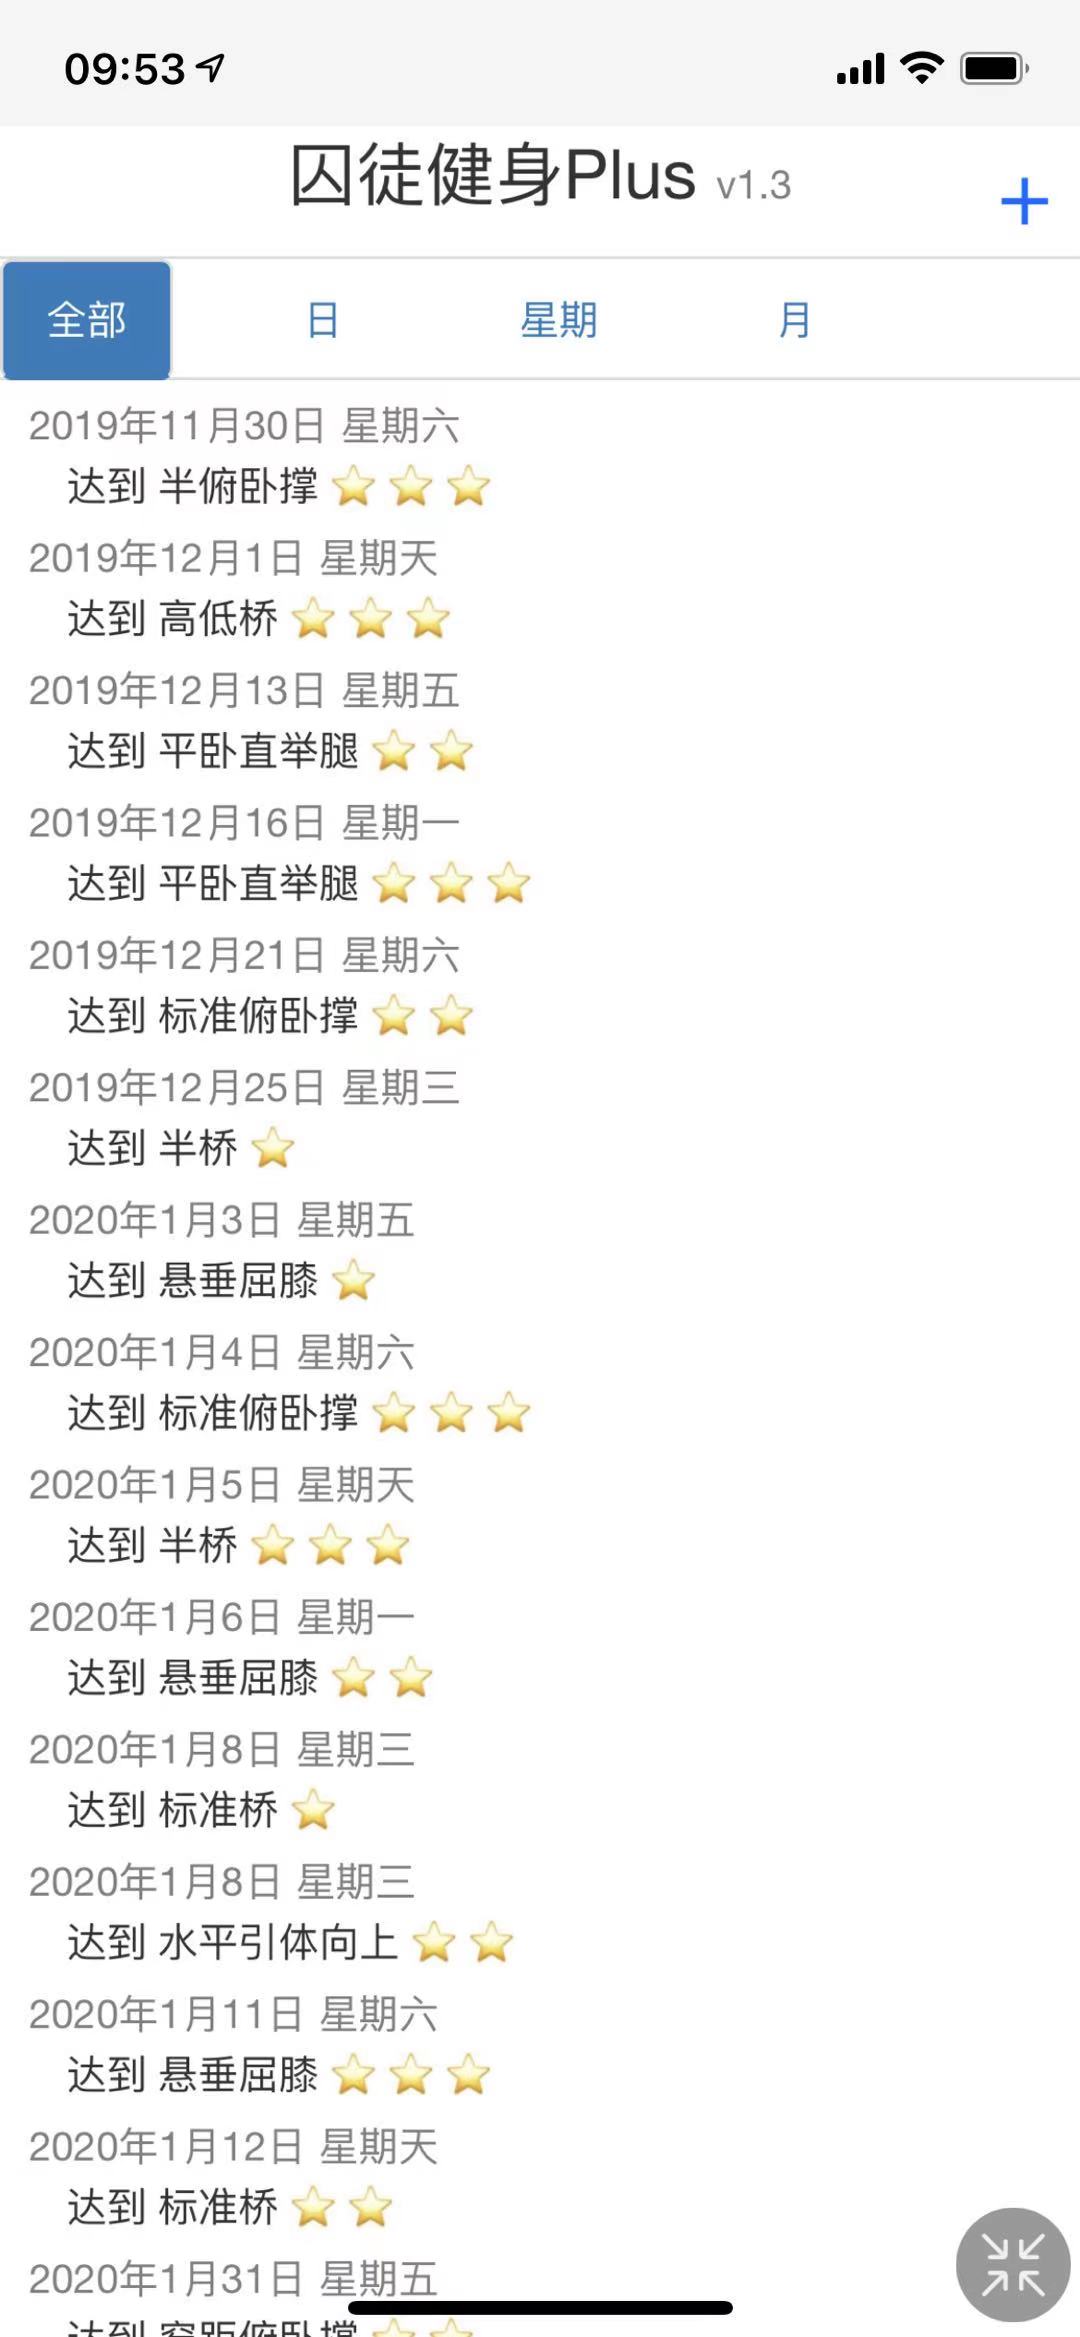 09:53
囚徒健身Plus v1.3
+
全部 日 星期 月
2019年11月30日 星期六
达到 半俯卧撑 ⭐ ⭐ ⭐
2019年12月1日 星期天
达到 高低桥 ⭐ ⭐ ⭐
2019年12月13日 星期五
达到 平卧直举腿 ⭐ ⭐
2019年12月16日 星期一
达到 平卧直举腿 ⭐ ⭐ ⭐
2019年12月21日 星期六
达到 标准俯卧撑 ⭐ ⭐
2019年12月25日 星期三
达到 半桥 ⭐
2020年1月3日 星期五
达到 悬垂屈膝 ⭐
2020年1月4日 星期六
达到 标准俯卧撑 ⭐ ⭐ ⭐
2020年1月5日 星期天
达到 半桥 ⭐ ⭐ ⭐
2020年1月6日 星期一
达到 悬垂屈膝 ⭐ ⭐
2020年1月8日 星期三
达到 标准桥 ⭐
2020年1月8日 星期三
达到 水平引体向上 ⭐ ⭐
2020年1月11日 星期六
达到 悬垂屈膝 ⭐ ⭐ ⭐
2020年1月12日 星期天
达到 标准桥 ⭐ ⭐
2020年1月31日 星期五
达到 窄距俯卧撑 ⭐ ⭐